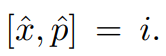 [x̂, p̂] = i.